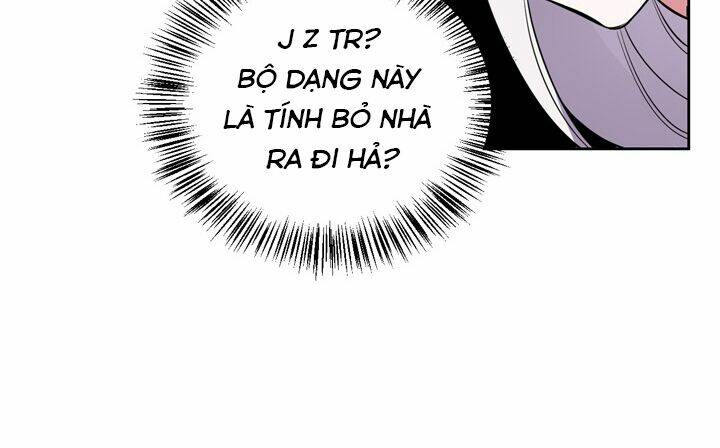 J Z TR?
BỘ DẠNG NÀY
LÀ TÍNH BỎ NHÀ
RA ĐI HẢ?